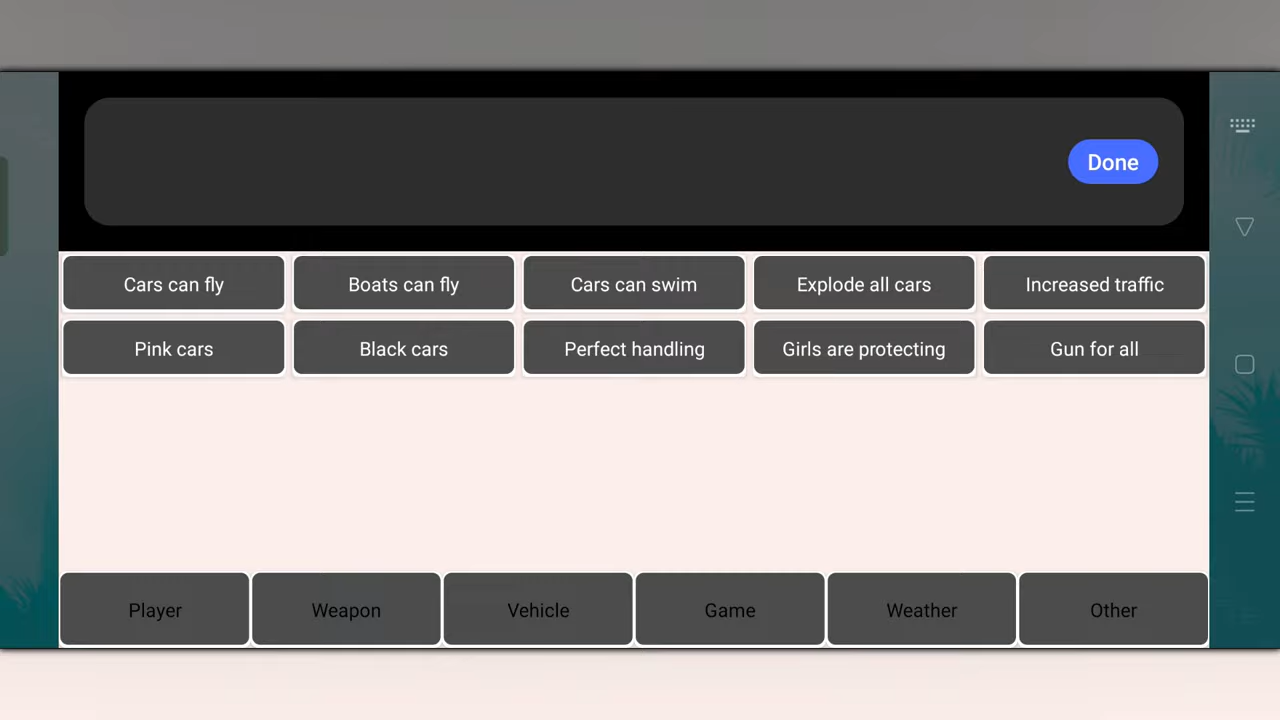 Done
Cars can fly
Boats can fly
Cars can swim
Explode all cars
Increased traffic
Pink cars
Black cars
Perfect handling
Girls are protecting
Gun for all
Player
Weapon
Vehicle
Game
Weather
Other